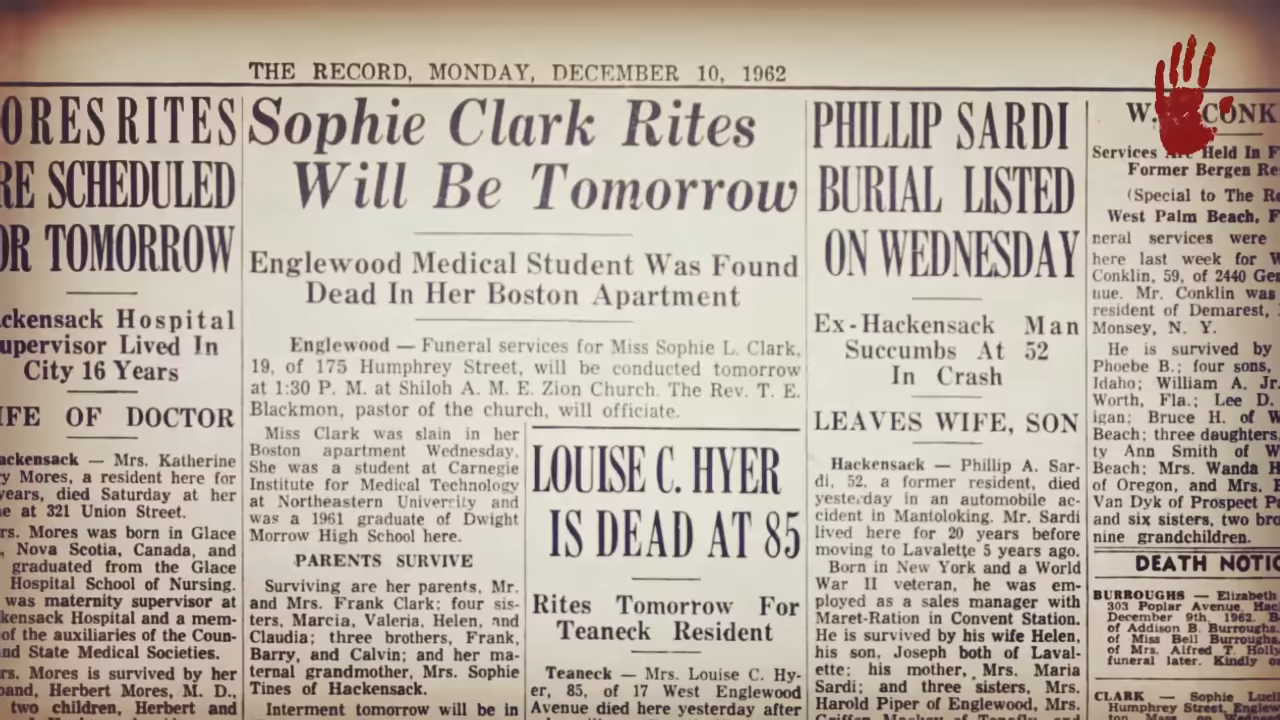 THE RECORD, MONDAY, DECEMBER 10, 1962
ORES RITES
RE SCHEDULED
OR TOMORROW
ckensack Hospital
upervisor Lived In
City 16 Years
IFE OF DOCTOR
ackensack — Mrs. Katherine
y Mores, a resident here for
years, died Saturday at her
e at 321 Union Street.
rs. Mores was born in Glace
, Nova Scotia, Canada, and
graduated from the Glace
Hospital School of Nursing.
was maternity supervisor at
kensack Hospital and a mem-
of the auxiliaries of the Coun-
nd State Medical Societies.
rs. Mores is survived by her
band, Herbert Mores, M. D.,
two children, Herbert and
Sophie Clark Rites
Will Be Tomorrow
Englewood Medical Student Was Found
Dead In Her Boston Apartment
Englewood — Funeral services for Miss Sophie L. Clark,
19, of 175 Humphrey Street, will be conducted tomorrow
at 1:30 P. M. at Shiloh A. M. E. Zion Church. The Rev. T. E.
Blackmon, pastor of the church, will officiate.
Miss Clark was slain in her
Boston apartment Wednesday.
She was a student at Carnegie
Institute for Medical Technology
at Northeastern University and
was a 1961 graduate of Dwight
Morrow High School here.
PARENTS SURVIVE
Surviving are her parents, Mr.
and Mrs. Frank Clark; four sis-
ters, Marcia, Valeria, Helen, and
Claudia; three brothers, Frank,
Barry, and Calvin; and her ma-
ternal grandmother, Mrs. Sophie
Tines of Hackensack.
Interment tomorrow will be in
LOUISE C. HYER
IS DEAD AT 85
Rites Tomorrow For
Teaneck Resident
Teaneck — Mrs. Louise C. Hy-
er, 85, of 17 West Englewood
Avenue died here yesterday after
PHILLIP SARDI
BURIAL LISTED
ON WEDNESDAY
Ex-Hackensack Man
Succumbs At 52
In Crash
LEAVES WIFE, SON
Hackensack — Phillip A. Sar-
di, 52, a former resident, died
yesterday in an automobile ac-
cident in Mantoloking. Mr. Sardi
lived here for 20 years before
moving to Lavalette 5 years ago.
Born in New York and a World
War II veteran, he was em-
ployed as a sales manager with
Maret-Ration in Convent Station.
He is survived by his wife Helen,
his son, Joseph both of Laval-
ette; his mother, Mrs. Maria
Sardi; and three sisters, Mrs.
Harold Piper of Englewood, Mrs.
W. CONK
Services Are Held In F
Former Bergen Re
(Special to The Re
West Palm Beach, F
neral services were
here last week for W
Conklin, 59, of 2440 Ger
nue. Mr. Conklin was
resident of Demarest,
Monsey, N. Y.
He is survived by
Phoebe B.; four sons,
Idaho; William A. Jr.
Worth, Fla.; Lee D.
igan; Bruce H. of W
Beach; three daughters,
ty Ann Smith of W
Beach; Mrs. Wanda H
of Oregon, and Mrs. E
Van Dyk of Prospect P
and six sisters, two bro
nine grandchildren.
DEATH NOTIC
BURROUGHS — Elizabeth
303 Poplar Avenue, Hac
December 9th, 1962. B
of Addison B. Burroughs.
of Miss Bell Burroughs,
of Mrs. Alfred T. Holly
funeral later. Kindly o
CLARK — Sophie Luci
Humphrey Street, Englew